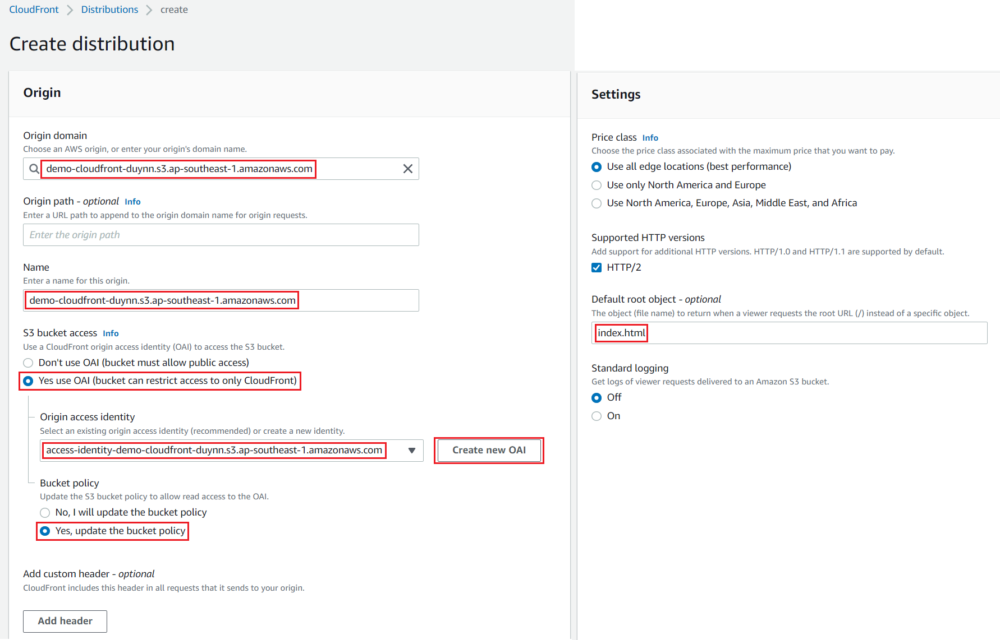 CloudFront > Distributions > create
Create distribution
Origin
Origin domain
Choose an AWS origin, or enter your origin's domain name.
demo-cloudfront-duynn.s3.ap-southeast-1.amazonaws.com
Origin path - optional Info
Enter a URL path to append to the origin domain name for origin requests.
Enter the origin path
Name
Enter a name for this origin.
demo-cloudfront-duynn.s3.ap-southeast-1.amazonaws.com
S3 bucket access Info
Use a CloudFront origin access identity (OAI) to access the S3 bucket.
Don't use OAI (bucket must allow public access)
Yes use OAI (bucket can restrict access to only CloudFront)
Origin access identity
Select an existing origin access identity (recommended) or create a new identity.
access-identity-demo-cloudfront-duynn.s3.ap-southeast-1.amazonaws.com
Create new OAI
Bucket policy
Update the S3 bucket policy to allow read access to the OAI.
No, I will update the bucket policy
Yes, update the bucket policy
Add custom header - optional
CloudFront includes this header in all requests that it sends to your origin.
Add header
Settings
Price class Info
Choose the price class associated with the maximum price that you want to pay.
Use all edge locations (best performance)
Use only North America and Europe
Use North America, Europe, Asia, Middle East, and Africa
Supported HTTP versions
Add support for additional HTTP versions. HTTP/1.0 and HTTP/1.1 are supported by default.
HTTP/2
Default root object - optional
The object (file name) to return when a viewer requests the root URL (/) instead of a specific object.
index.html
Standard logging
Get logs of viewer requests delivered to an Amazon S3 bucket.
Off
On